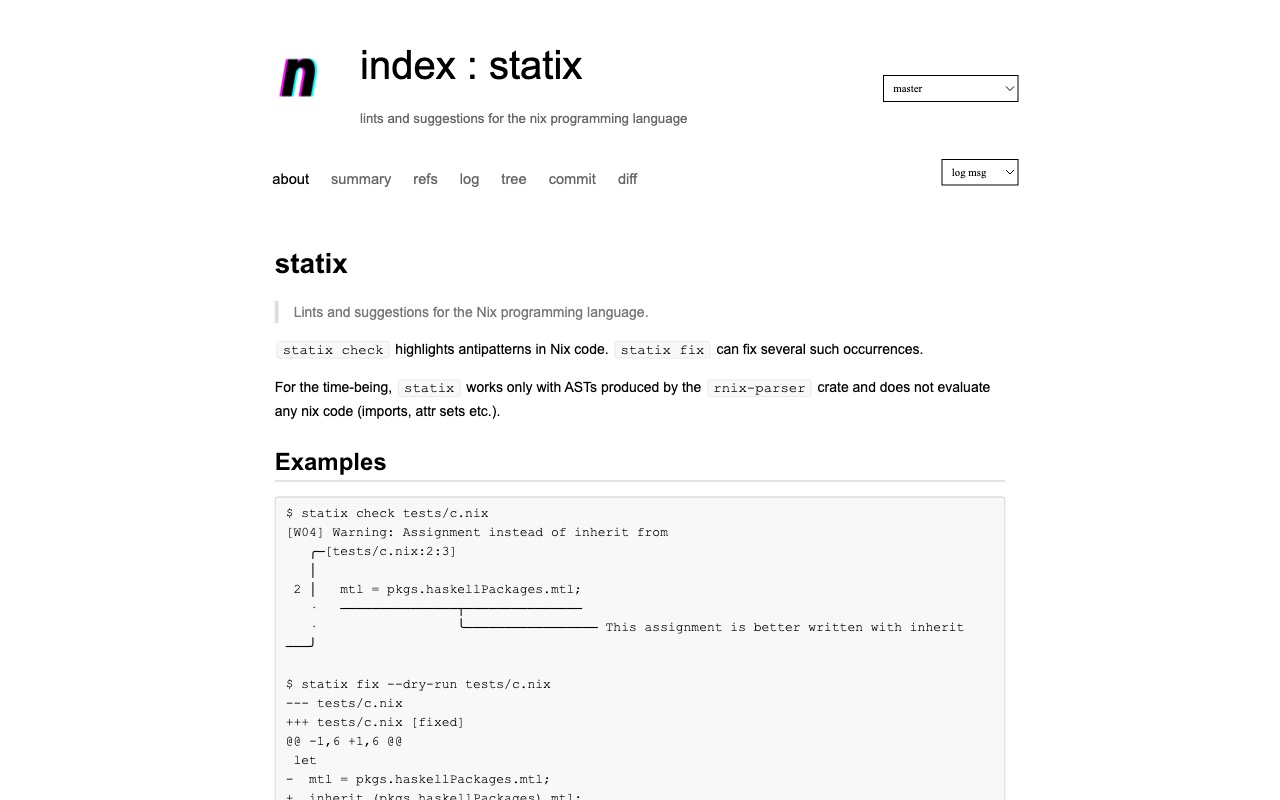 n
index : statix
master
lints and suggestions for the nix programming language
about summary refs log tree commit diff
log msg
statix
Lints and suggestions for the Nix programming language.
statix check highlights antipatterns in Nix code. statix fix can fix several such occurrences.
For the time-being, statix works only with ASTs produced by the rnix-parser crate and does not evaluate
any nix code (imports, attr sets etc.).
Examples
$ statix check tests/c.nix
[W04] Warning: Assignment instead of inherit from
╭─[tests/c.nix:2:3]
│
2 │   mtl = pkgs.haskellPackages.mtl;
·   ───────────────┬───────────────
·                  ╰───────────────── This assignment is better written with inherit
───╯
$ statix fix --dry-run tests/c.nix
--- tests/c.nix
+++ tests/c.nix [fixed]
@@ -1,6 +1,6 @@
let
-  mtl = pkgs.haskellPackages.mtl;
+  inherit (pkgs.haskellPackages) mtl;